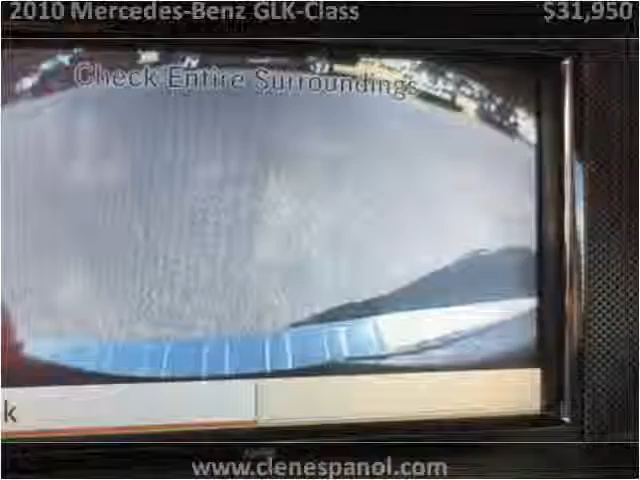 2010 Mercedes-Benz GLK-Class $31,950
Check Entire Surroundings
k
www.clenespanol.com